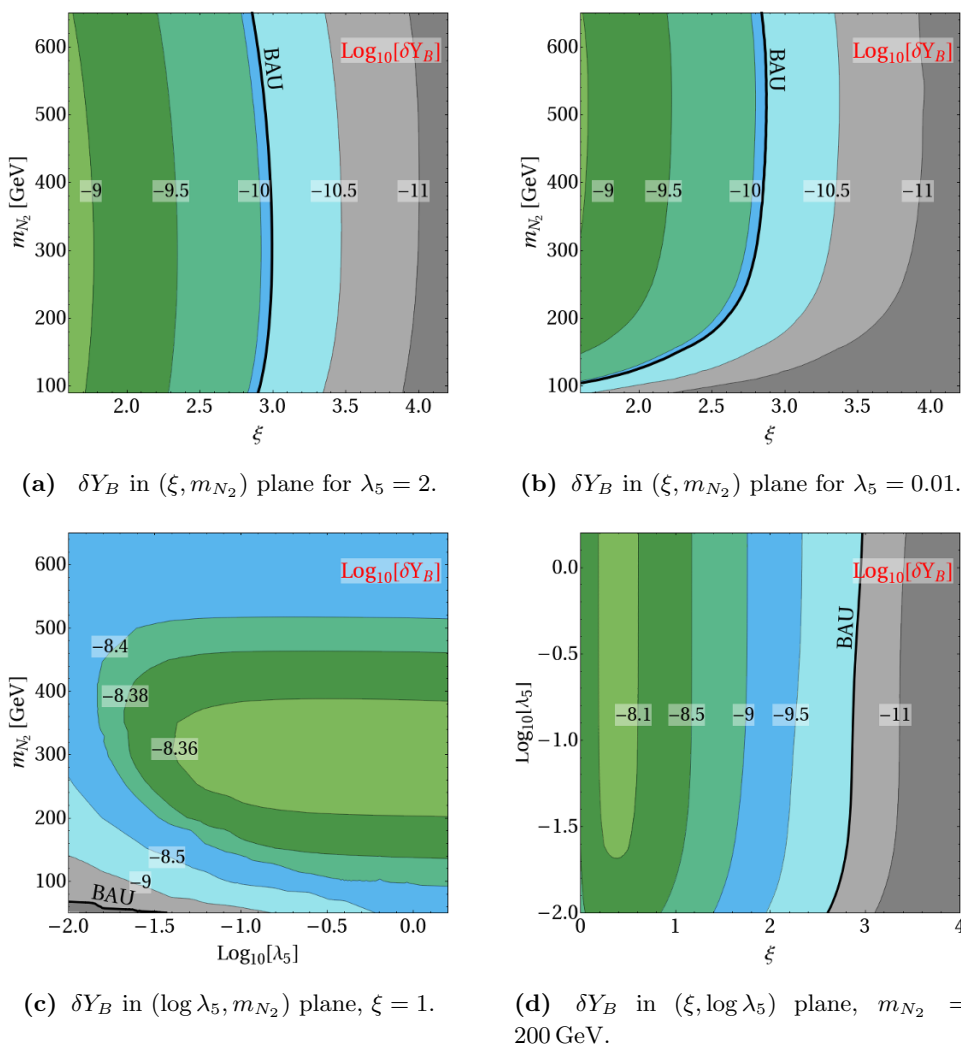 600
500
400
300
200
100
m_{N_2} [GeV]
Log₁₀[δY_B]
BAU
−9
−9.5
−10
−10.5
−11
2.0 2.5 3.0 3.5 4.0
ξ
600
500
400
300
200
100
m_{N_2} [GeV]
Log₁₀[δY_B]
BAU
−9
−9.5
−10
−10.5
−11
2.0 2.5 3.0 3.5 4.0
ξ
(a) δY_B in (ξ, m_{N_2}) plane for λ₅ = 2.
(b) δY_B in (ξ, m_{N_2}) plane for λ₅ = 0.01.
600
500
400
300
200
100
m_{N_2} [GeV]
Log₁₀[δY_B]
−8.4
−8.38
−8.36
−8.5
−9
BAU
−2.0 −1.5 −1.0 −0.5 0.0
Log₁₀[λ₅]
0.0
−0.5
−1.0
−1.5
−2.0
Log₁₀[λ₅]
Log₁₀[δY_B]
BAU
−8.1
−8.5
−9
−9.5
−11
0 1 2 3 4
ξ
(c) δY_B in (log λ₅, m_{N_2}) plane, ξ = 1.
(d) δY_B in (ξ, log λ₅) plane, m_{N_2} =
200 GeV.